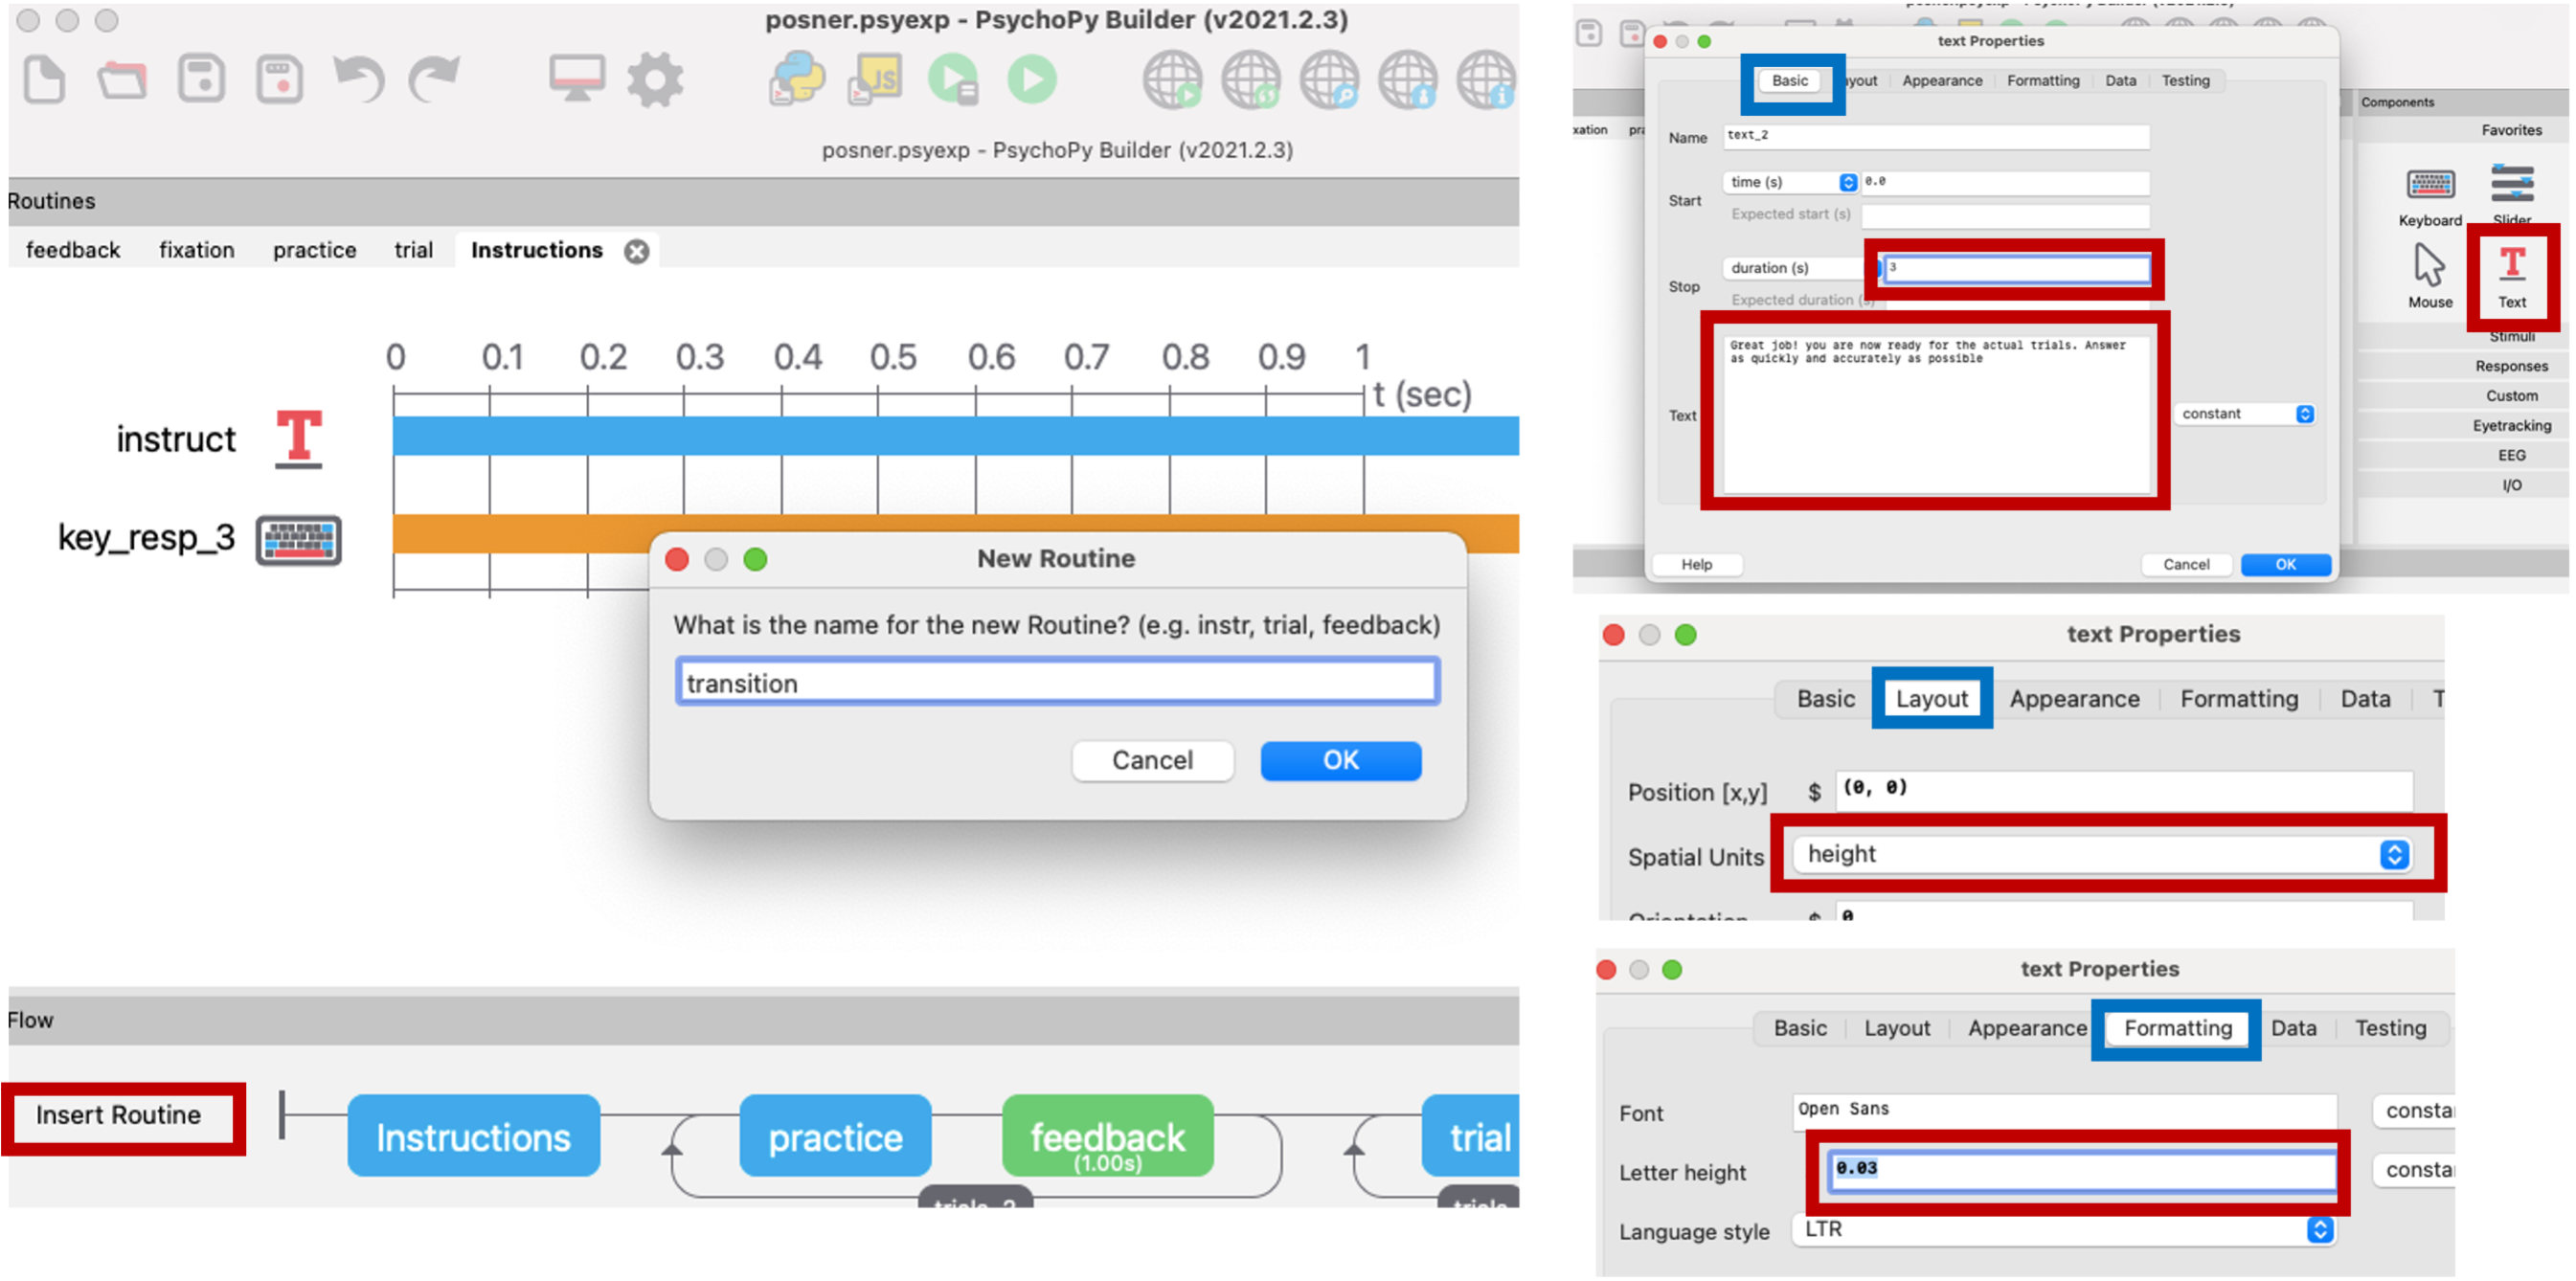 posner.psyexp - PsychoPy Builder (v2021.2.3)
JS
posner.psyexp - PsychoPy Builder (v2021.2.3)
Routines
feedback fixation practice trial Instructions
0 0.1 0.2 0.3 0.4 0.5 0.6 0.7 0.8 0.9 1
t (sec)
instruct T
key_resp_3
New Routine
What is the name for the new Routine? (e.g. instr, trial, feedback)
transition
Cancel OK
Flow
Insert Routine
Instructions practice feedback trial
(1.00s)
text Properties
Basic yout Appearance Formatting Data Testing
Components
xation pra
Favorites
Name text_2
Start time (s) 0.0
Expected start (s)
Keyboard Slider
Stop duration (s) 3
Expected duration (s)
Mouse T Text
Great job! you are now ready for the actual trials. Answer
as quickly and accurately as possible
Text constant
Stimuli
Responses
Custom
Eyetracking
EEG
I/O
Help Cancel OK
text Properties
Basic Layout Appearance Formatting Data T
Position [x,y] $ (0, 0)
Spatial Units height
Orientation $ 0
text Properties
Basic Layout Appearance Formatting Data Testing
Font Open Sans consta
Letter height 0.03 consta
Language style LTR